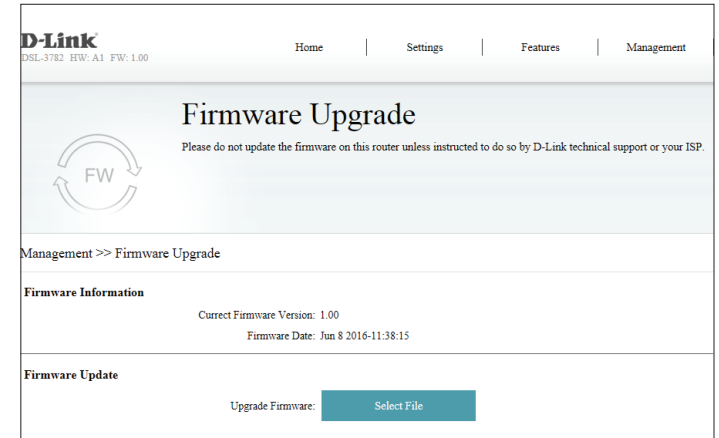 D-Link
DSL-3782 HW: A1 FW: 1.00
Home | Settings | Features | Management
Firmware Upgrade
Please do not update the firmware on this router unless instructed to do so by D-Link technical support or your ISP.
FW
Management >> Firmware Upgrade
Firmware Information
Currect Firmware Version: 1.00
Firmware Date: Jun 8 2016-11:38:15
Firmware Update
Upgrade Firmware: Select File